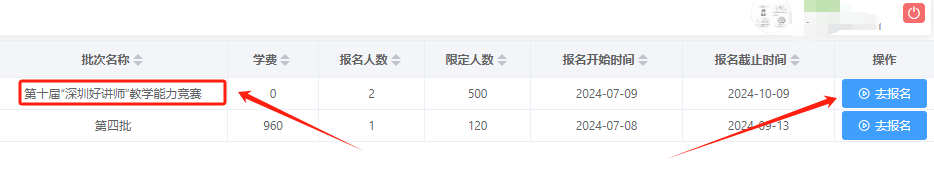 批次名称 学费 报名人数 限定人数 报名开始时间 报名截止时间 操作
第十届“深圳好讲师”教学能力竞赛 0 2 500 2024-07-09 2024-10-09 去报名
第四批 960 1 120 2024-07-08 2024-09-13 去报名